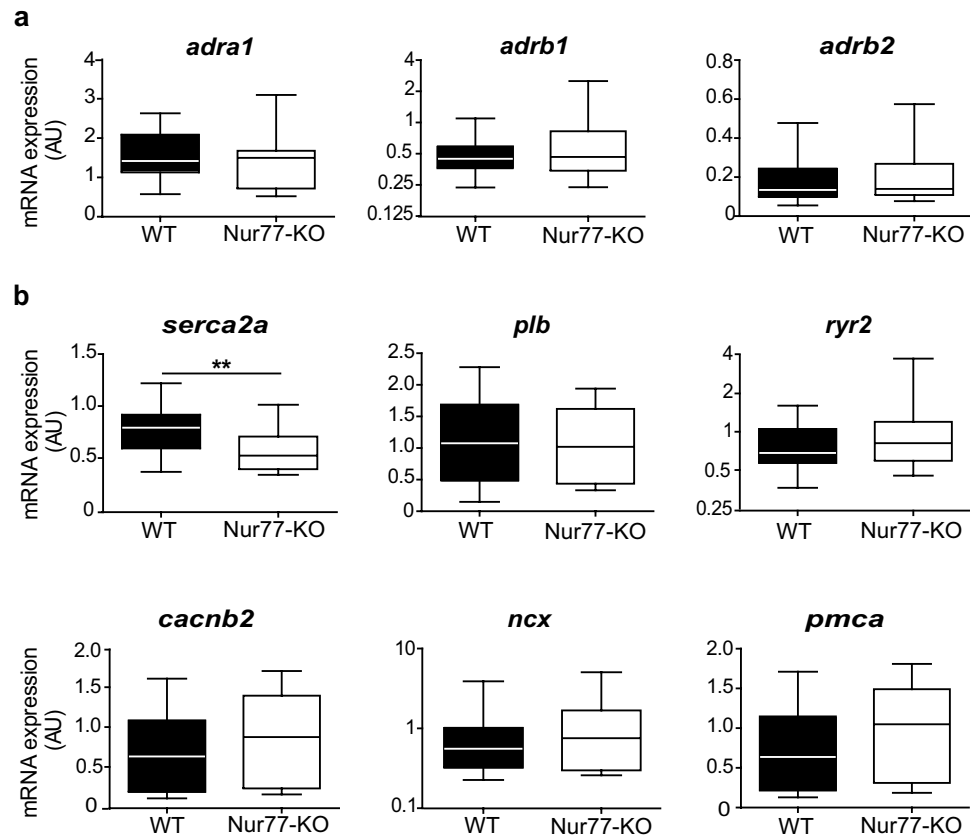 a
adra1
adrb1
adrb2
mRNA expression
(AU)
4
3
2
1
0
WT
Nur77-KO
4
2
1
0.5
0.25
0.125
WT
Nur77-KO
0.8
0.6
0.4
0.2
0
WT
Nur77-KO
b
serca2a
plb
ryr2
mRNA expression
(AU)
1.5
1.0
0.5
0
**
WT
Nur77-KO
2.5
2.0
1.5
1.0
0.5
0
WT
Nur77-KO
4
2
1
0.5
0.25
WT
Nur77-KO
cacnb2
ncx
pmca
mRNA expression
(AU)
2.0
1.5
1.0
0.5
0
WT
Nur77-KO
10
1
0.1
WT
Nur77-KO
2.0
1.5
1.0
0.5
0
WT
Nur77-KO